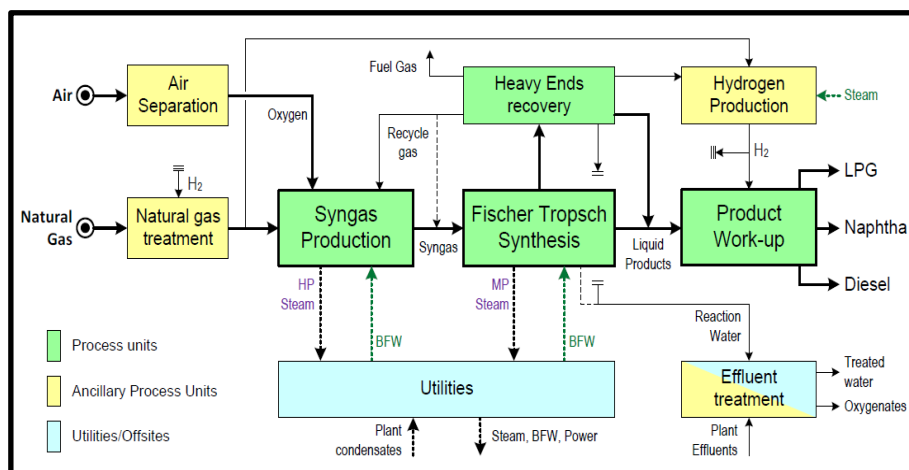 Fuel Gas
Heavy Ends
recovery
Hydrogen
Production
Steam
Air
Air
Separation
Oxygen
Recycle
gas
H₂
H₂
LPG
Natural
Gas
Natural gas
treatment
Syngas
Production
Syngas
Fischer Tropsch
Synthesis
Liquid
Products
Product
Work-up
Naphtha
Diesel
HP
Steam
BFW
MP
Steam
BFW
Reaction
Water
Process units
Ancillary Process Units
Utilities/Offsites
Utilities
Effluent
treatment
Treated
water
Oxygenates
Plant
condensates
Steam, BFW, Power
Plant
Effluents